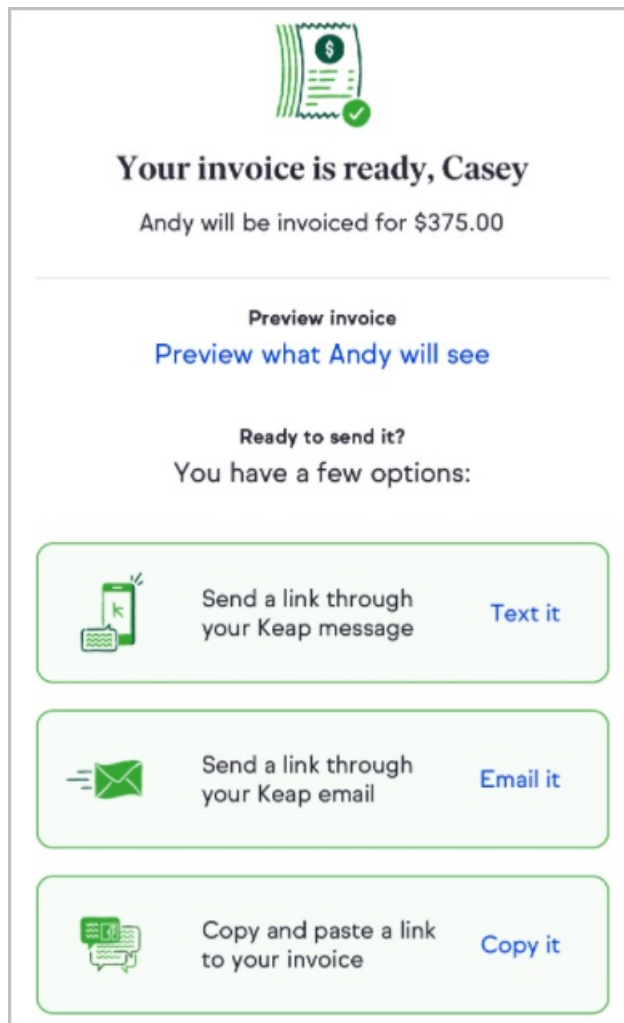 $
Your invoice is ready, Casey
Andy will be invoiced for $375.00
Preview invoice
Preview what Andy will see
Ready to send it?
You have a few options:
k
Send a link through
your Keap message
Text it
Send a link through
your Keap email
Email it
Copy and paste a link
to your invoice
Copy it